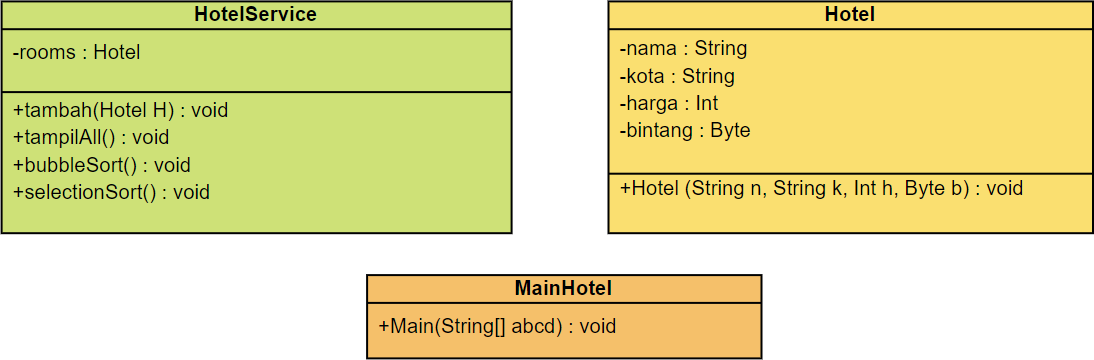 HotelService
-rooms : Hotel
+tambah(Hotel H) : void
+tampilAll() : void
+bubbleSort() : void
+selectionSort() : void
Hotel
-nama : String
-kota : String
-harga : Int
-bintang : Byte
+Hotel (String n, String k, Int h, Byte b) : void
MainHotel
+Main(String[] abcd) : void